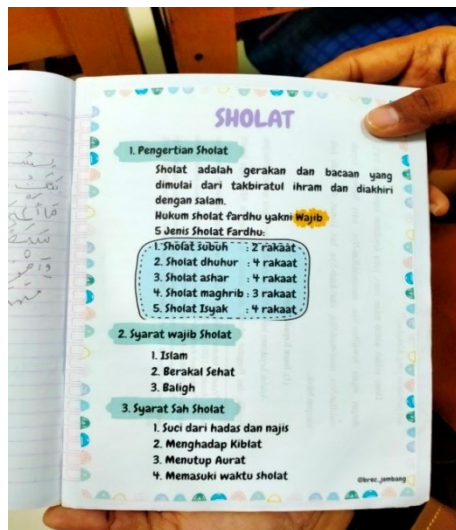 SHOLAT
1. Pengertian Sholat
Sholat adalah gerakan dan bacaan yang
dimulai dari takbiratul ihram dan diakhiri
dengan salam.
Hukum sholat fardhu yakni Wajib
5 Jenis Sholat Fardhu:
1. Sholat subuh : 2 rakaat
2. Sholat dhuhur : 4 rakaat
3. Sholat ashar : 4 rakaat
4. Sholat maghrib : 3 rakaat
5. Sholat Isyak : 4 rakaat
2. Syarat wajib Sholat
1. Islam
2. Berakal Sehat
3. Baligh
3. Syarat Sah Sholat
1. Suci dari hadas dan najis
2. Menghadap Kiblat
3. Menutup Aurat
4. Memasuki waktu sholat
@brez_jombang